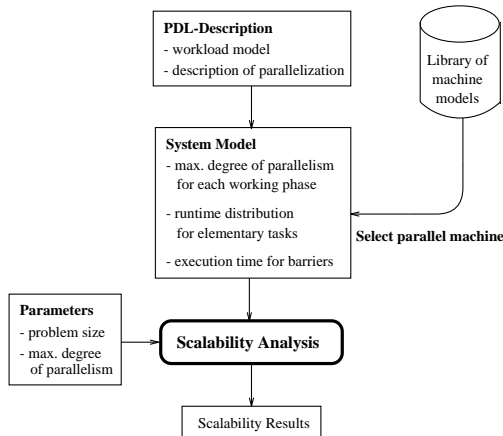 PDL-Description
- workload model
- description of parallelization
Library of
machine
models
System Model
- max. degree of parallelism
for each working phase
- runtime distribution
for elementary tasks
- execution time for barriers
Select parallel machine
Parameters
- problem size
- max. degree
of parallelism
Scalability Analysis
Scalability Results